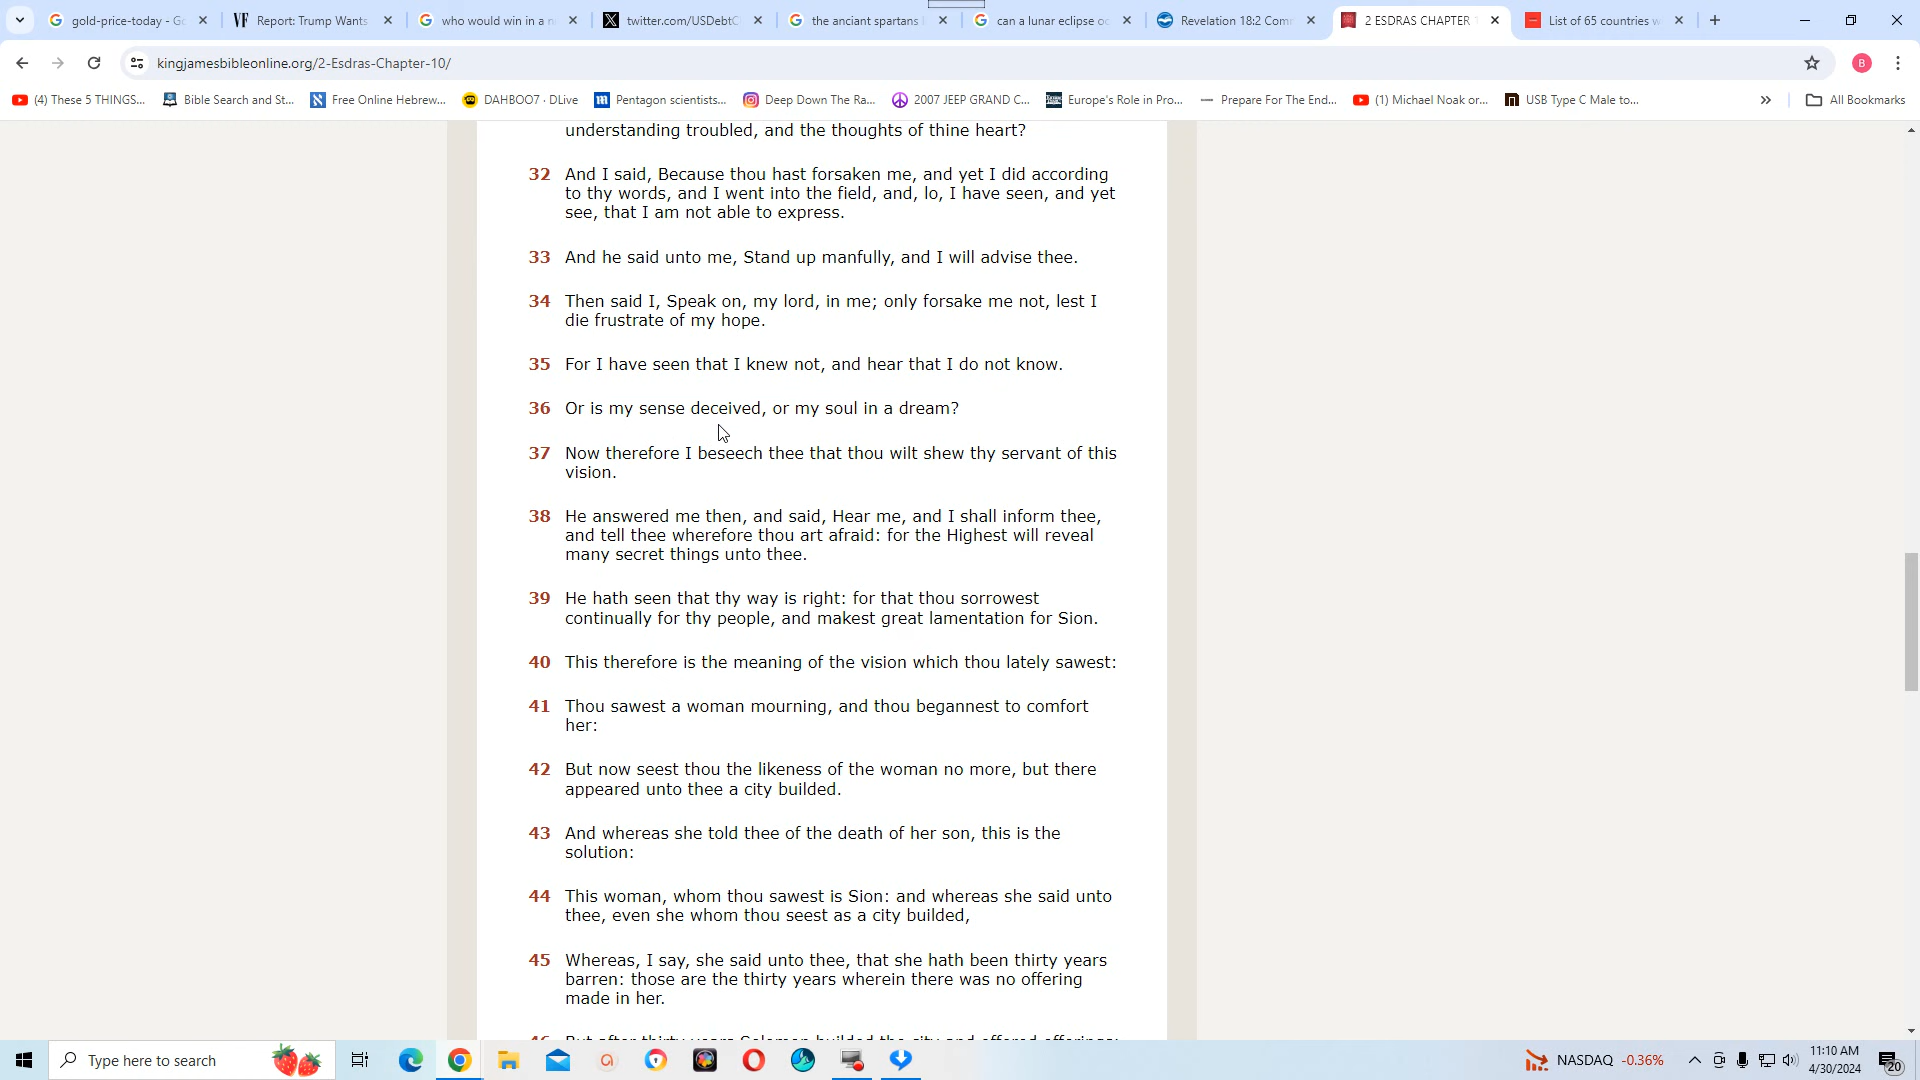 gold-price-today - Go
Report: Trump Wants
who would win in a n
twitter.com/USDebtC
the anciant spartans
can a lunar eclipse oc
Revelation 18:2 Comm
2 ESDRAS CHAPTER 1
List of 65 countries w
kingjamesbibleonline.org/2-Esdras-Chapter-10/
B
(4) These 5 THINGS...
Bible Search and St...
Free Online Hebrew...
DAHBOO7 · DLive
Pentagon scientists...
Deep Down The Ra...
2007 JEEP GRAND C...
Europe's Role in Pro...
Prepare For The End...
(1) Michael Noak or...
USB Type C Male to...
All Bookmarks
understanding troubled, and the thoughts of thine heart?
32 And I said, Because thou hast forsaken me, and yet I did according
to thy words, and I went into the field, and, lo, I have seen, and yet
see, that I am not able to express.
33 And he said unto me, Stand up manfully, and I will advise thee.
34 Then said I, Speak on, my lord, in me; only forsake me not, lest I
die frustrate of my hope.
35 For I have seen that I knew not, and hear that I do not know.
36 Or is my sense deceived, or my soul in a dream?
37 Now therefore I beseech thee that thou wilt shew thy servant of this
vision.
38 He answered me then, and said, Hear me, and I shall inform thee,
and tell thee wherefore thou art afraid: for the Highest will reveal
many secret things unto thee.
39 He hath seen that thy way is right: for that thou sorrowest
continually for thy people, and makest great lamentation for Sion.
40 This therefore is the meaning of the vision which thou lately sawest:
41 Thou sawest a woman mourning, and thou begannest to comfort
her:
42 But now seest thou the likeness of the woman no more, but there
appeared unto thee a city builded.
43 And whereas she told thee of the death of her son, this is the
solution:
44 This woman, whom thou sawest is Sion: and whereas she said unto
thee, even she whom thou seest as a city builded,
45 Whereas, I say, she said unto thee, that she hath been thirty years
barren: those are the thirty years wherein there was no offering
made in her.
46 But after thirty years Solomon builded the city and offered offerings:
Type here to search
NASDAQ -0.36%
11:10 AM
4/30/2024
20